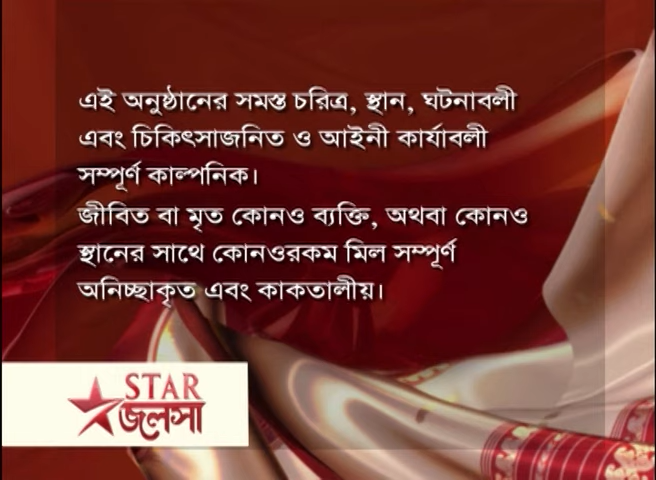 এই অনুষ্ঠানের সমস্ত চরিত্র, স্থান, ঘটনাবলী
এবং চিকিৎসাজনিত ও আইনী কার্যাবলী
সম্পূর্ণ কাল্পনিক।
জীবিত বা মৃত কোনও ব্যক্তি, অথবা কোনও
স্থানের সাথে কোনওরকম মিল সম্পূর্ণ
অনিচ্ছাকৃত এবং কাকতালীয়।
STAR
জলসা